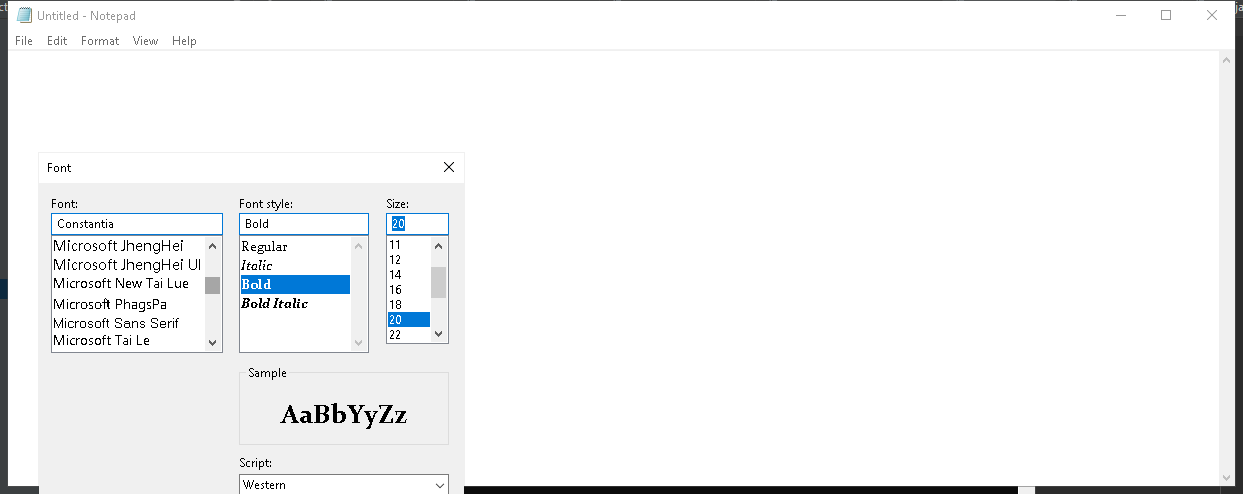 Untitled - Notepad
File Edit Format View Help
Font
Font: Font style: Size:
Constantia Bold 20
Microsoft JhengHei Regular 11
Microsoft JhengHei UI Italic 12
Microsoft New Tai Lue Bold 14
Microsoft PhagsPa Bold Italic 16
Microsoft Sans Serif 18
Microsoft Tai Le 20
22
Sample
AaBbYyZz
Script:
Western